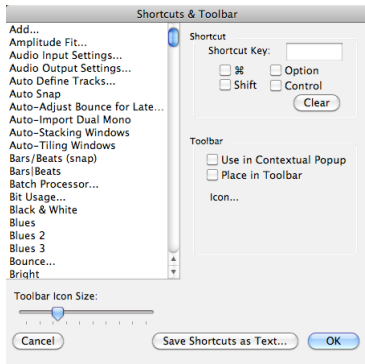 Shortcuts & Toolbar
Add...
Amplitude Fit...
Audio Input Settings...
Audio Output Settings...
Auto Define Tracks...
Auto Snap
Auto-Adjust Bounce for Late...
Auto-Import Dual Mono
Auto-Stacking Windows
Auto-Tiling Windows
Bars/Beats (snap)
Bars|Beats
Batch Processor...
Bit Usage...
Black & White
Blues
Blues 2
Blues 3
Bounce...
Bright
Shortcut
Shortcut Key:
⌘
Option
Shift
Control
Clear
Toolbar
Use in Contextual Popup
Place in Toolbar
Icon...
Toolbar Icon Size:
Cancel
Save Shortcuts as Text...
OK